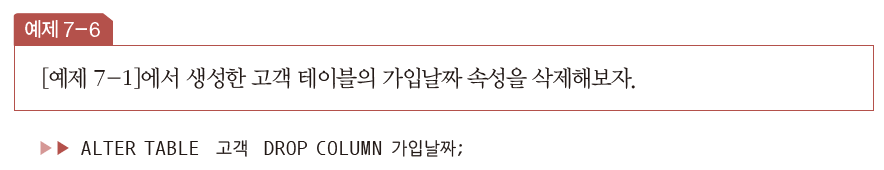 예제 7-6
[예제 7-1]에서 생성한 고객 테이블의 가입날짜 속성을 삭제해보자.
▶▶ ALTER TABLE 고객 DROP COLUMN 가입날짜;